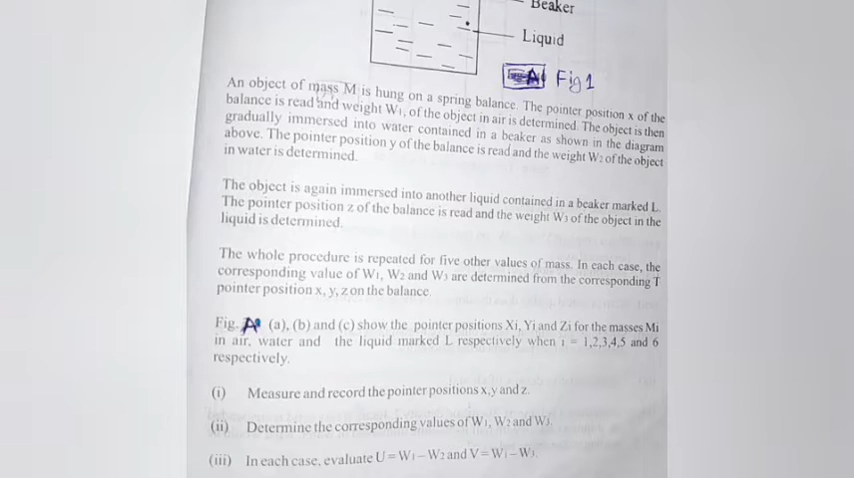 Beaker
Liquid
A Fig 1
An object of mass M is hung on a spring balance. The pointer position x of the
balance is read and weight W1, of the object in air is determined. The object is then
gradually immersed into water contained in a beaker as shown in the diagram
above. The pointer position y of the balance is read and the weight W2 of the object
in water is determined.
The object is again immersed into another liquid contained in a beaker marked L.
The pointer position z of the balance is read and the weight W3 of the object in the
liquid is determined.
The whole procedure is repeated for five other values of mass. In each case, the
corresponding value of W1, W2 and W3 are determined from the corresponding T
pointer position x, y, z on the balance.
Fig. A (a), (b) and (c) show the pointer positions Xi, Yi and Zi for the masses Mi
in air, water and the liquid marked L respectively when i = 1,2,3,4,5 and 6
respectively.
(i) Measure and record the pointer positions x,y and z.
(ii) Determine the corresponding values of W1, W2 and W3.
(iii) In each case, evaluate U=W1–W2 and V=W1–W3.